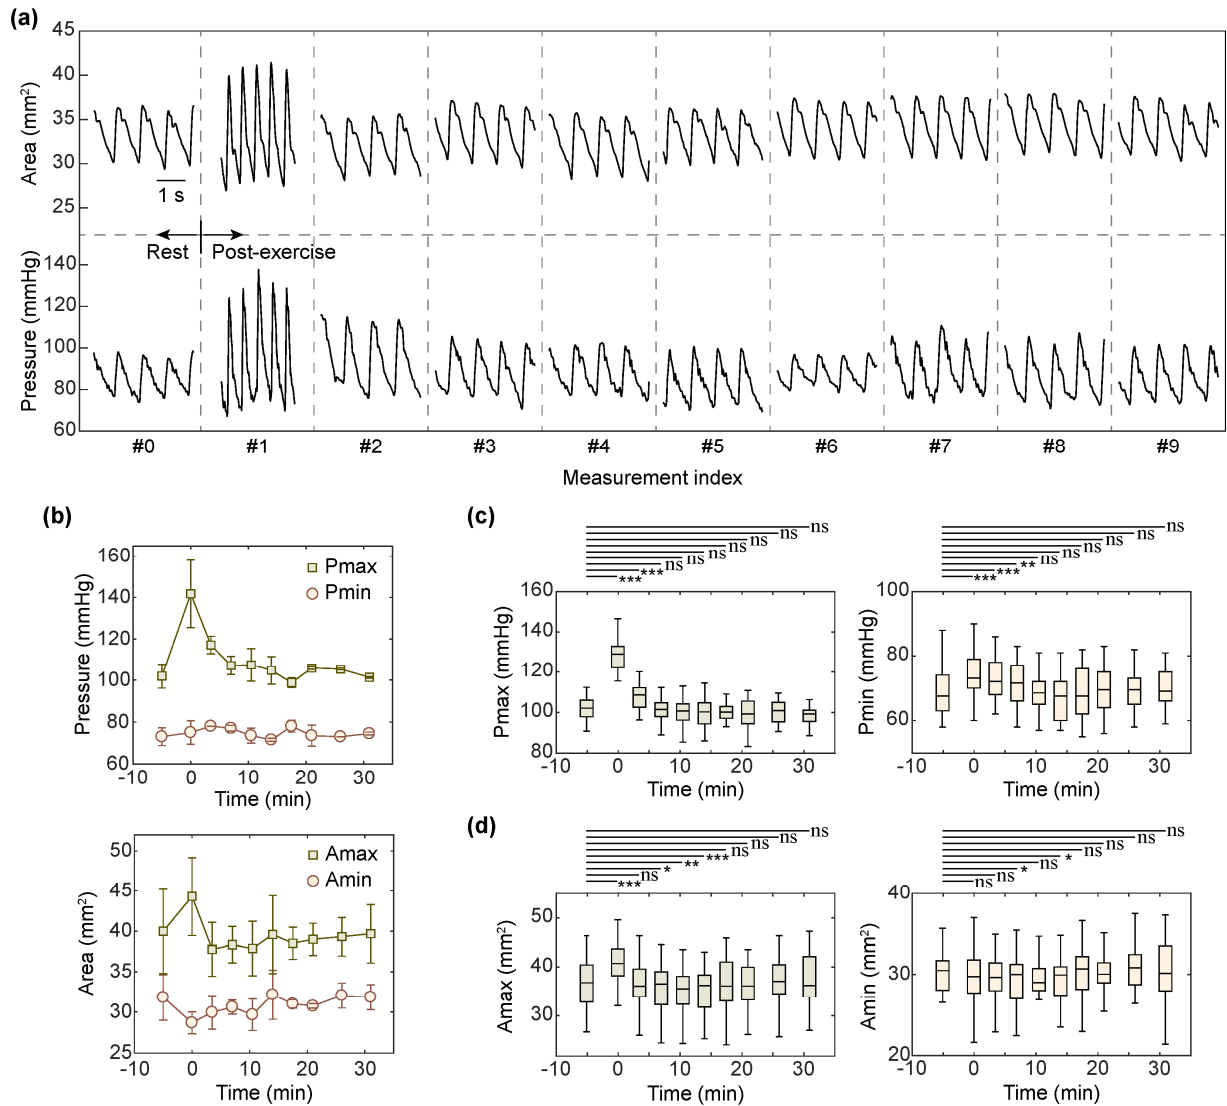 (a)
45
40
35
30
25
Area (mm²)
1 s
Rest
Post-exercise
140
120
100
80
60
Pressure (mmHg)
#0 #1 #2 #3 #4 #5 #6 #7 #8 #9
Measurement index
(b)
160
140
120
100
80
60
Pressure (mmHg)
Pmax
Pmin
-10 0 10 20 30
Time (min)
50
45
40
35
30
25
Area (mm²)
Amax
Amin
-10 0 10 20 30
Time (min)
(c)
ns
ns
ns
ns
ns
ns
ns
***
***
160
140
120
100
80
Pmax (mmHg)
-10 0 10 20 30
Time (min)
ns
ns
ns
ns
ns
ns
**
***
***
100
80
60
Pmin (mmHg)
-10 0 10 20 30
Time (min)
(d)
ns
ns
ns
ns
***
**
*
ns
***
50
40
30
Amax (mm²)
-10 0 10 20 30
Time (min)
ns
ns
ns
ns
*
ns
*
ns
ns
40
30
20
Amin (mm²)
-10 0 10 20 30
Time (min)